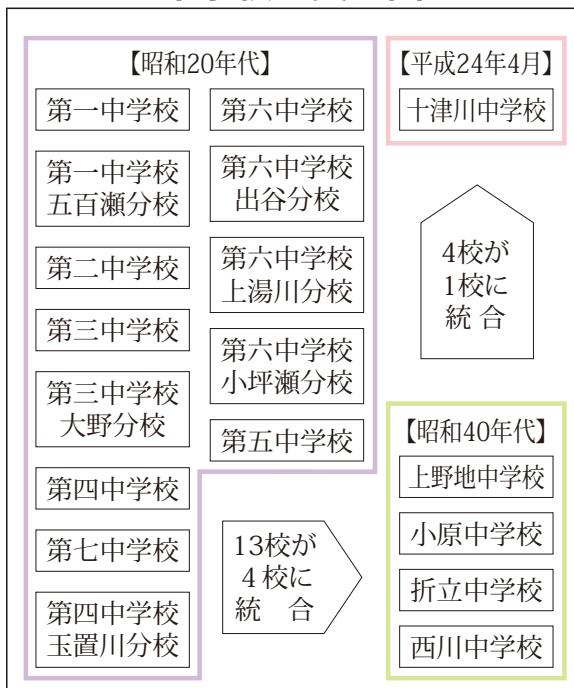 【昭和20年代】
第一中学校
第一中学校
五百瀬分校
第二中学校
第三中学校
第三中学校
大野分校
第四中学校
第七中学校
第四中学校
玉置川分校
第六中学校
第六中学校
出谷分校
第六中学校
上湯川分校
第六中学校
小坪瀬分校
第五中学校
13校が
4校に
統合
【昭和40年代】
上野地中学校
小原中学校
折立中学校
西川中学校
4校が
1校に
統合
【平成24年4月】
十津川中学校